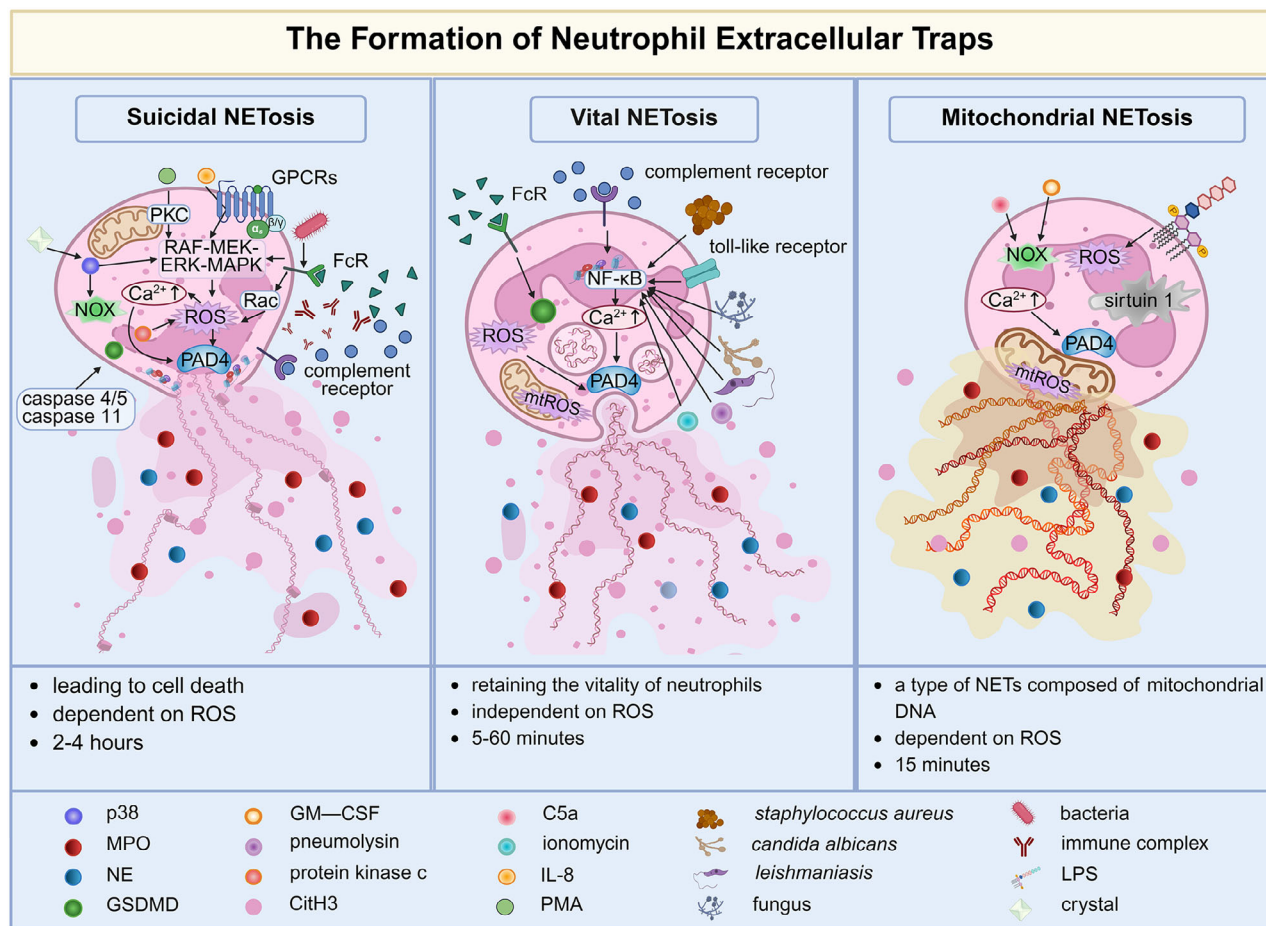 The Formation of Neutrophil Extracellular Traps
Suicidal NETosis
GPCRs
PKC
αs
β/γ
RAF-MEK-
ERK-MAPK
FcR
Ca²⁺↑
Rac
NOX
ROS
PAD4
complement
receptor
caspase 4/5
caspase 11
Vital NETosis
complement receptor
FcR
toll-like receptor
NF-κB
Ca²⁺↑
ROS
PAD4
mtROS
Mitochondrial NETosis
P
NOX
ROS
P
Ca²⁺↑
sirtuin 1
PAD4
mtROS
• leading to cell death
• dependent on ROS
• 2-4 hours
• retaining the vitality of neutrophils
• independent on ROS
• 5-60 minutes
• a type of NETs composed of mitochondrial
DNA
• dependent on ROS
• 15 minutes
p38
GM—CSF
C5a
staphylococcus aureus
bacteria
MPO
pneumolysin
ionomycin
candida albicans
immune complex
NE
protein kinase c
IL-8
leishmaniasis
LPS
GSDMD
CitH3
PMA
fungus
crystal